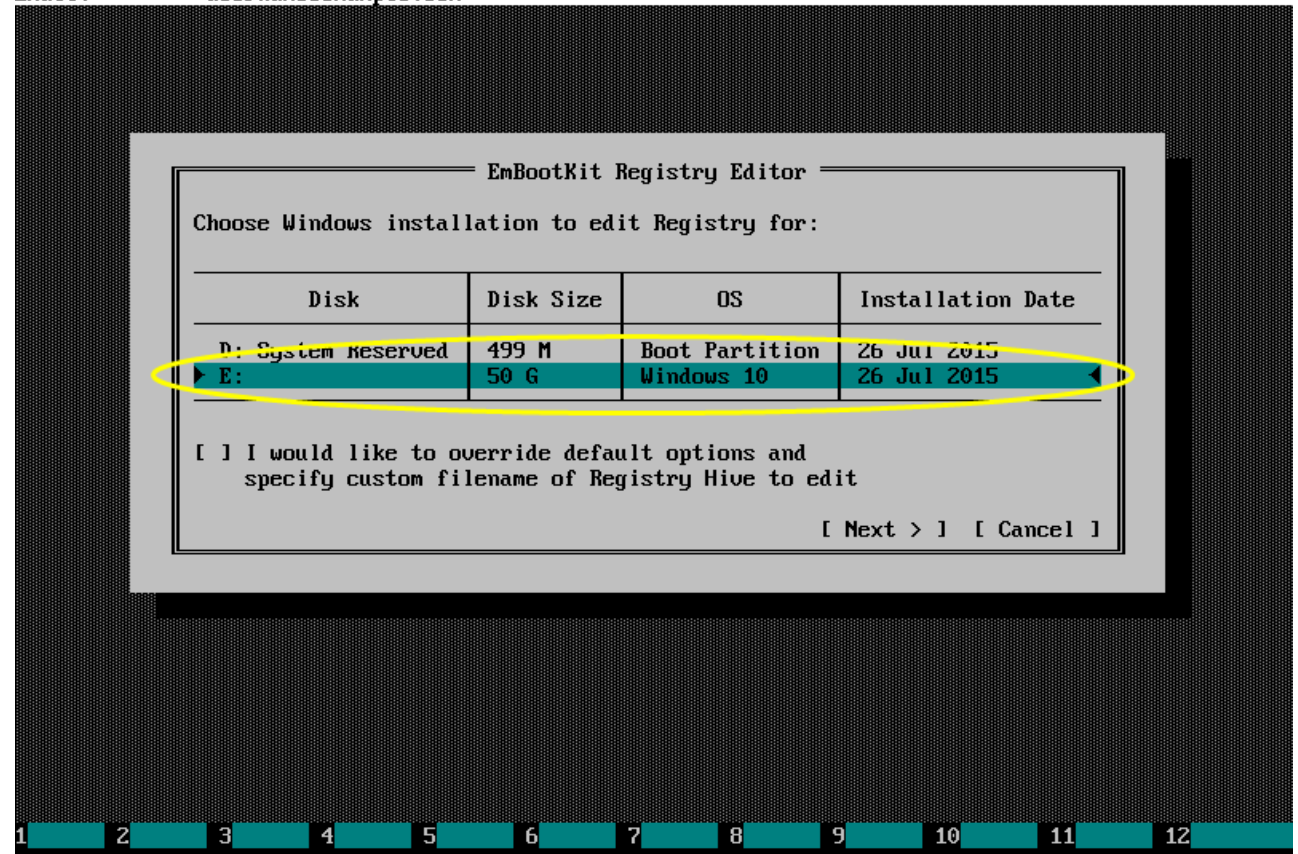 EmBootKit Registry Editor
Choose Windows installation to edit Registry for:
Disk Disk Size OS Installation Date
D: System Reserved 499 M Boot Partition 26 Jul 2015
E: 50 G Windows 10 26 Jul 2015
[ ] I would like to override default options and
specify custom filename of Registry Hive to edit
[ Next > ] [ Cancel ]
1 2 3 4 5 6 7 8 9 10 11 12